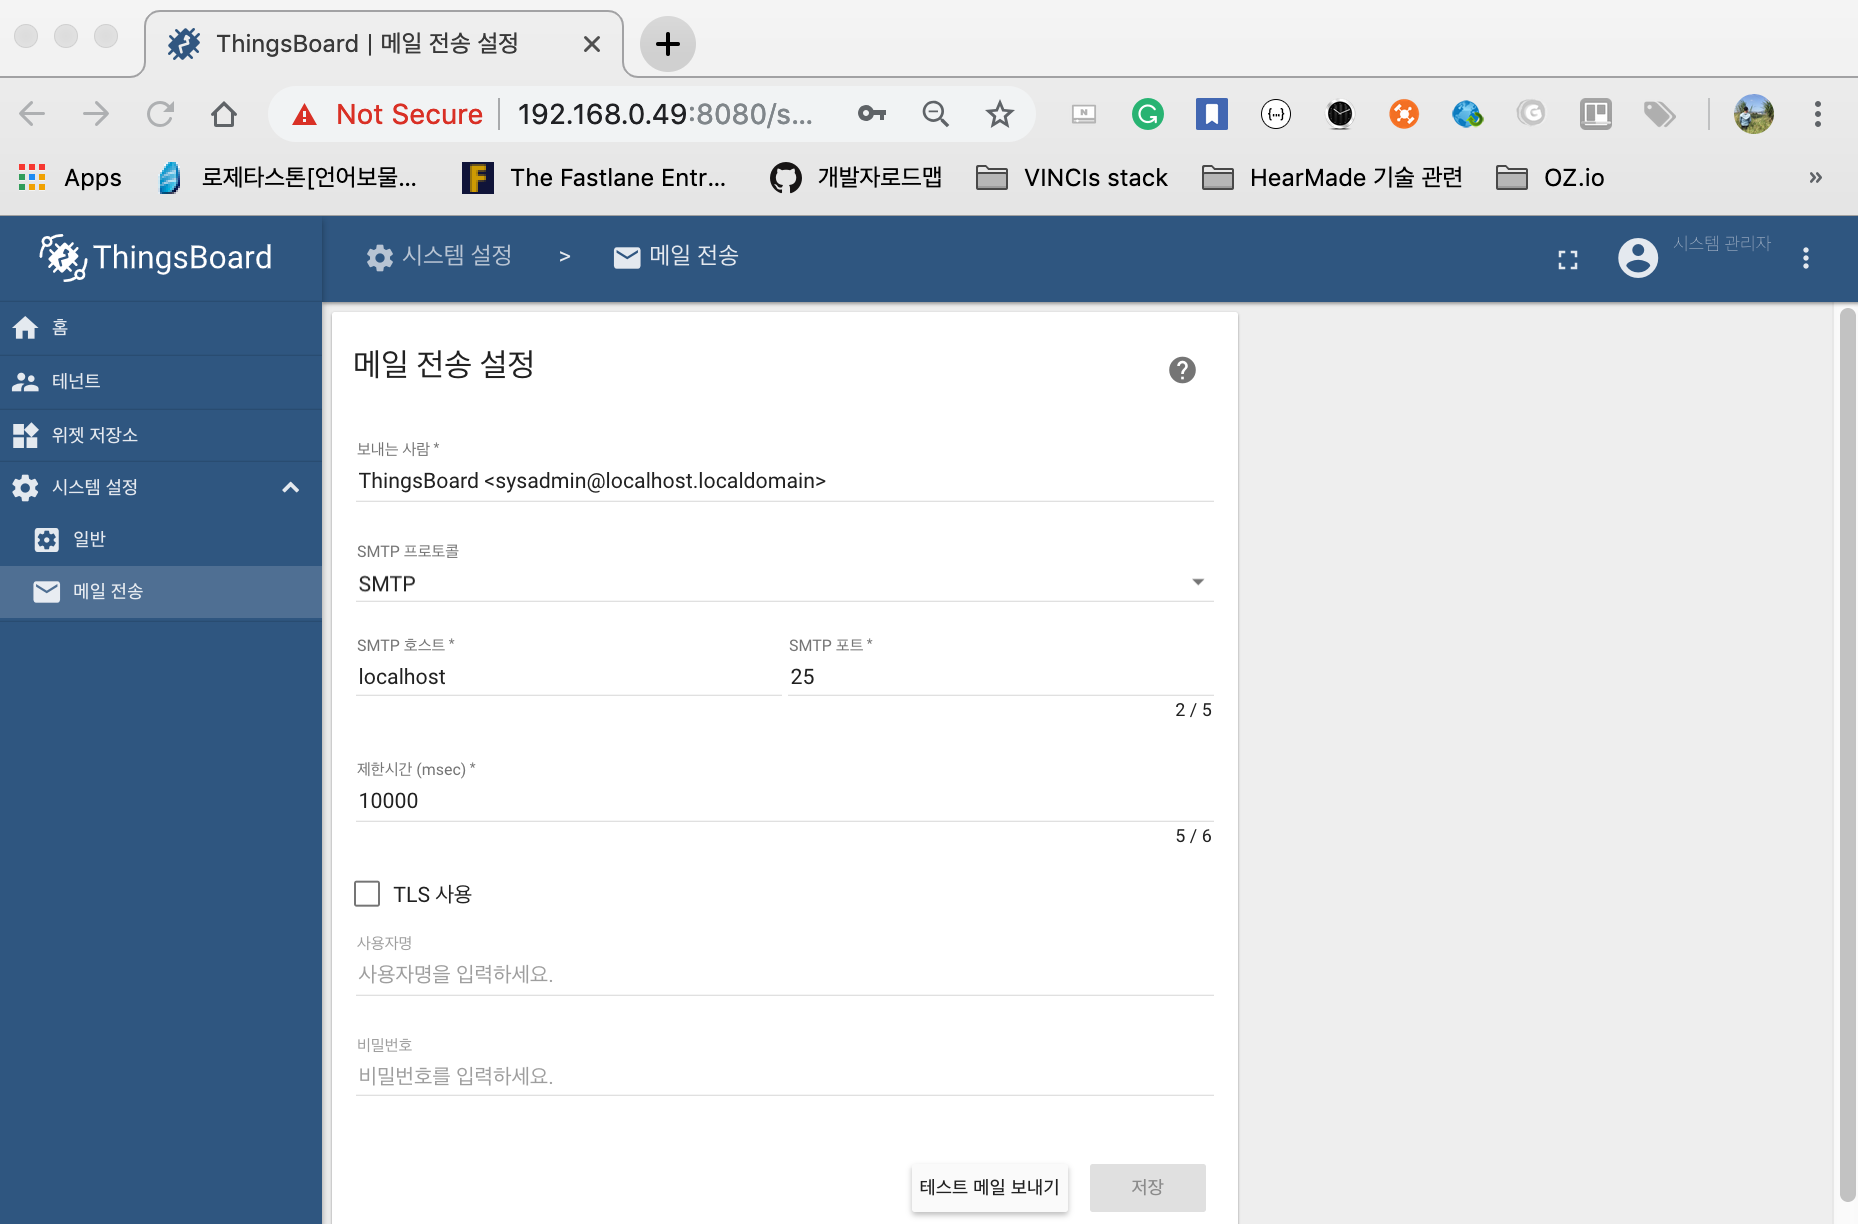 ThingsBoard | 메일 전송 설정
Not Secure 192.168.0.49:8080/s...
Apps 로제타스톤[언어보물... The Fastlane Entr... 개발자로드맵 VINCIs stack HearMade 기술 관련 OZ.io »
ThingsBoard 시스템 설정 > 메일 전송 시스템 관리자
홈
테넌트
위젯 저장소
시스템 설정
일반
메일 전송
메일 전송 설정
보내는 사람 *
ThingsBoard <sysadmin@localhost.localdomain>
SMTP 프로토콜
SMTP
SMTP 호스트 * SMTP 포트 *
localhost 25
2 / 5
제한시간 (msec) *
10000
5 / 6
TLS 사용
사용자명
사용자명을 입력하세요.
비밀번호
비밀번호를 입력하세요.
테스트 메일 보내기 저장